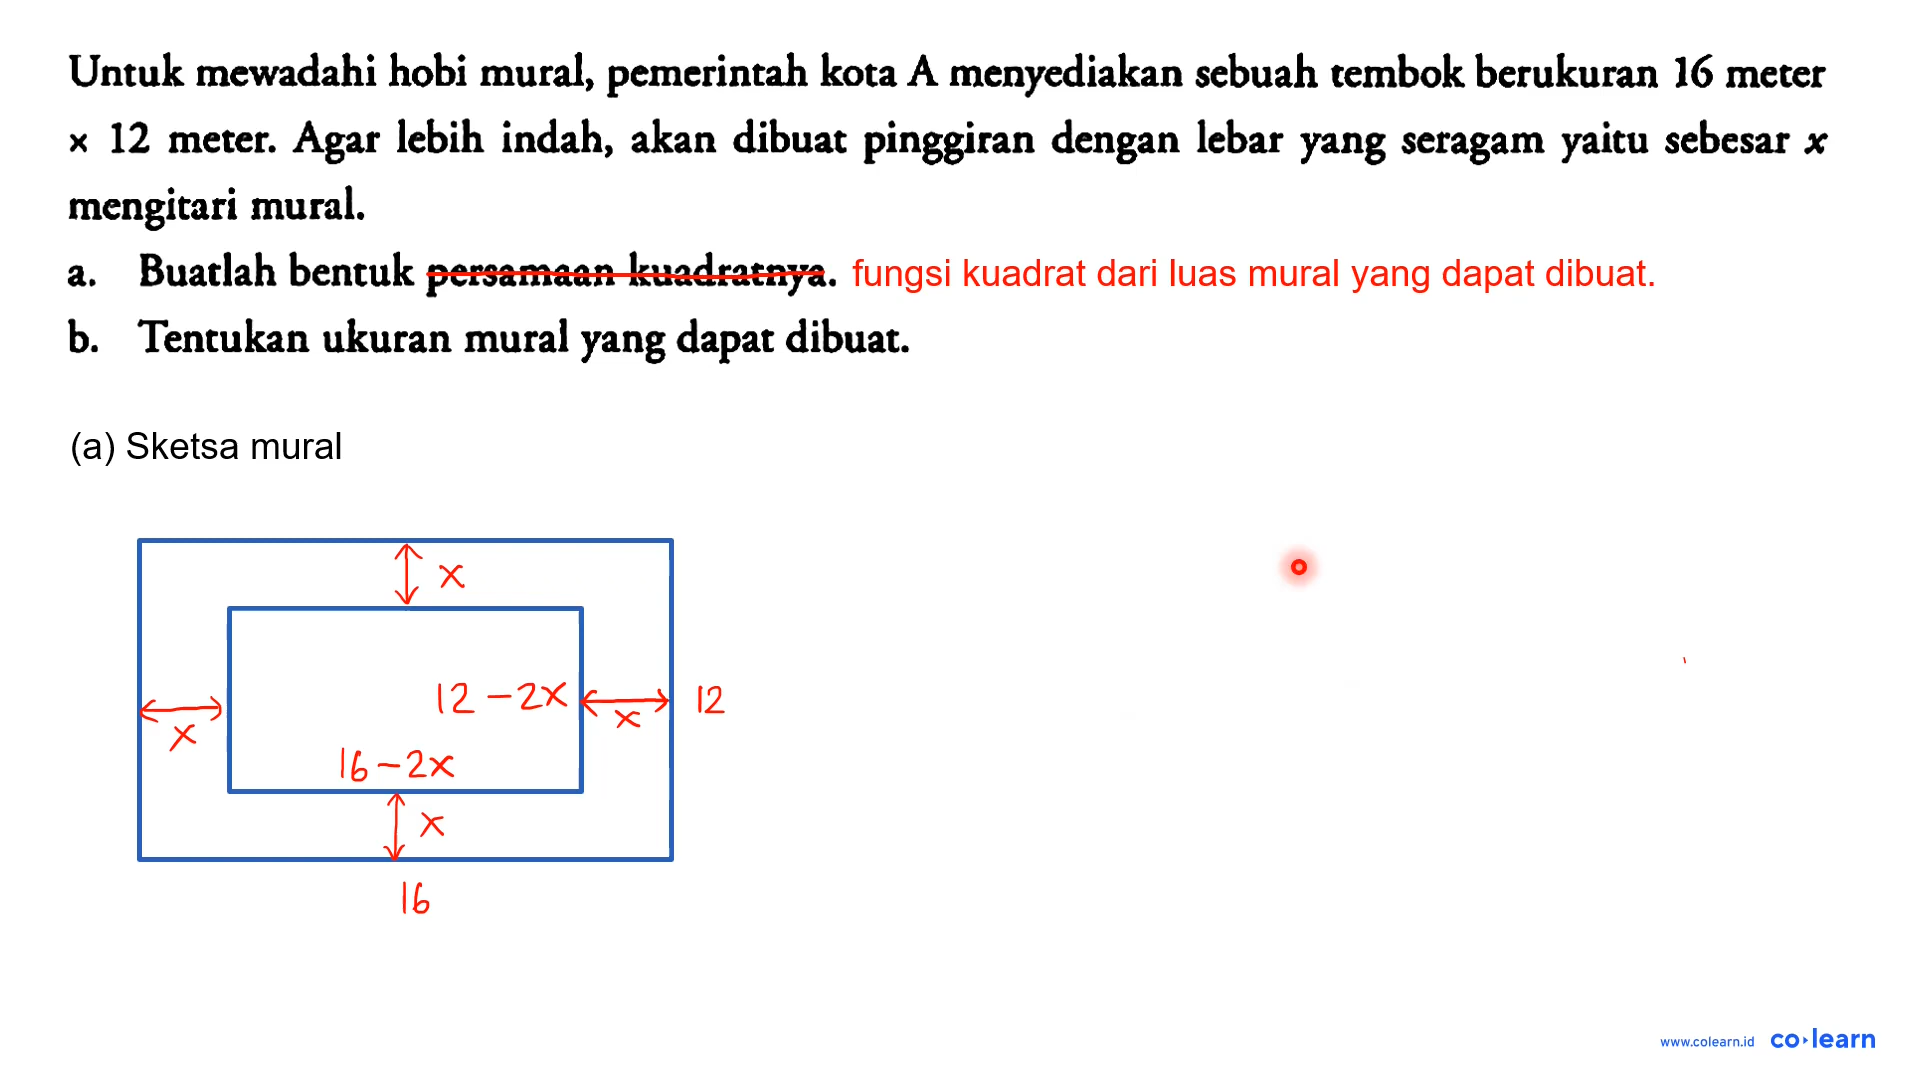 Untuk mewadahi hobi mural, pemerintah kota A menyediakan sebuah tembok berukuran 16 meter
× 12 meter. Agar lebih indah, akan dibuat pinggiran dengan lebar yang seragam yaitu sebesar x
mengitari mural.
a. Buatlah bentuk persamaan kuadratnya. fungsi kuadrat dari luas mural yang dapat dibuat.
b. Tentukan ukuran mural yang dapat dibuat.
(a) Sketsa mural
x
12 - 2x
x
12
x
16 - 2x
x
16
www.colearn.id co·learn